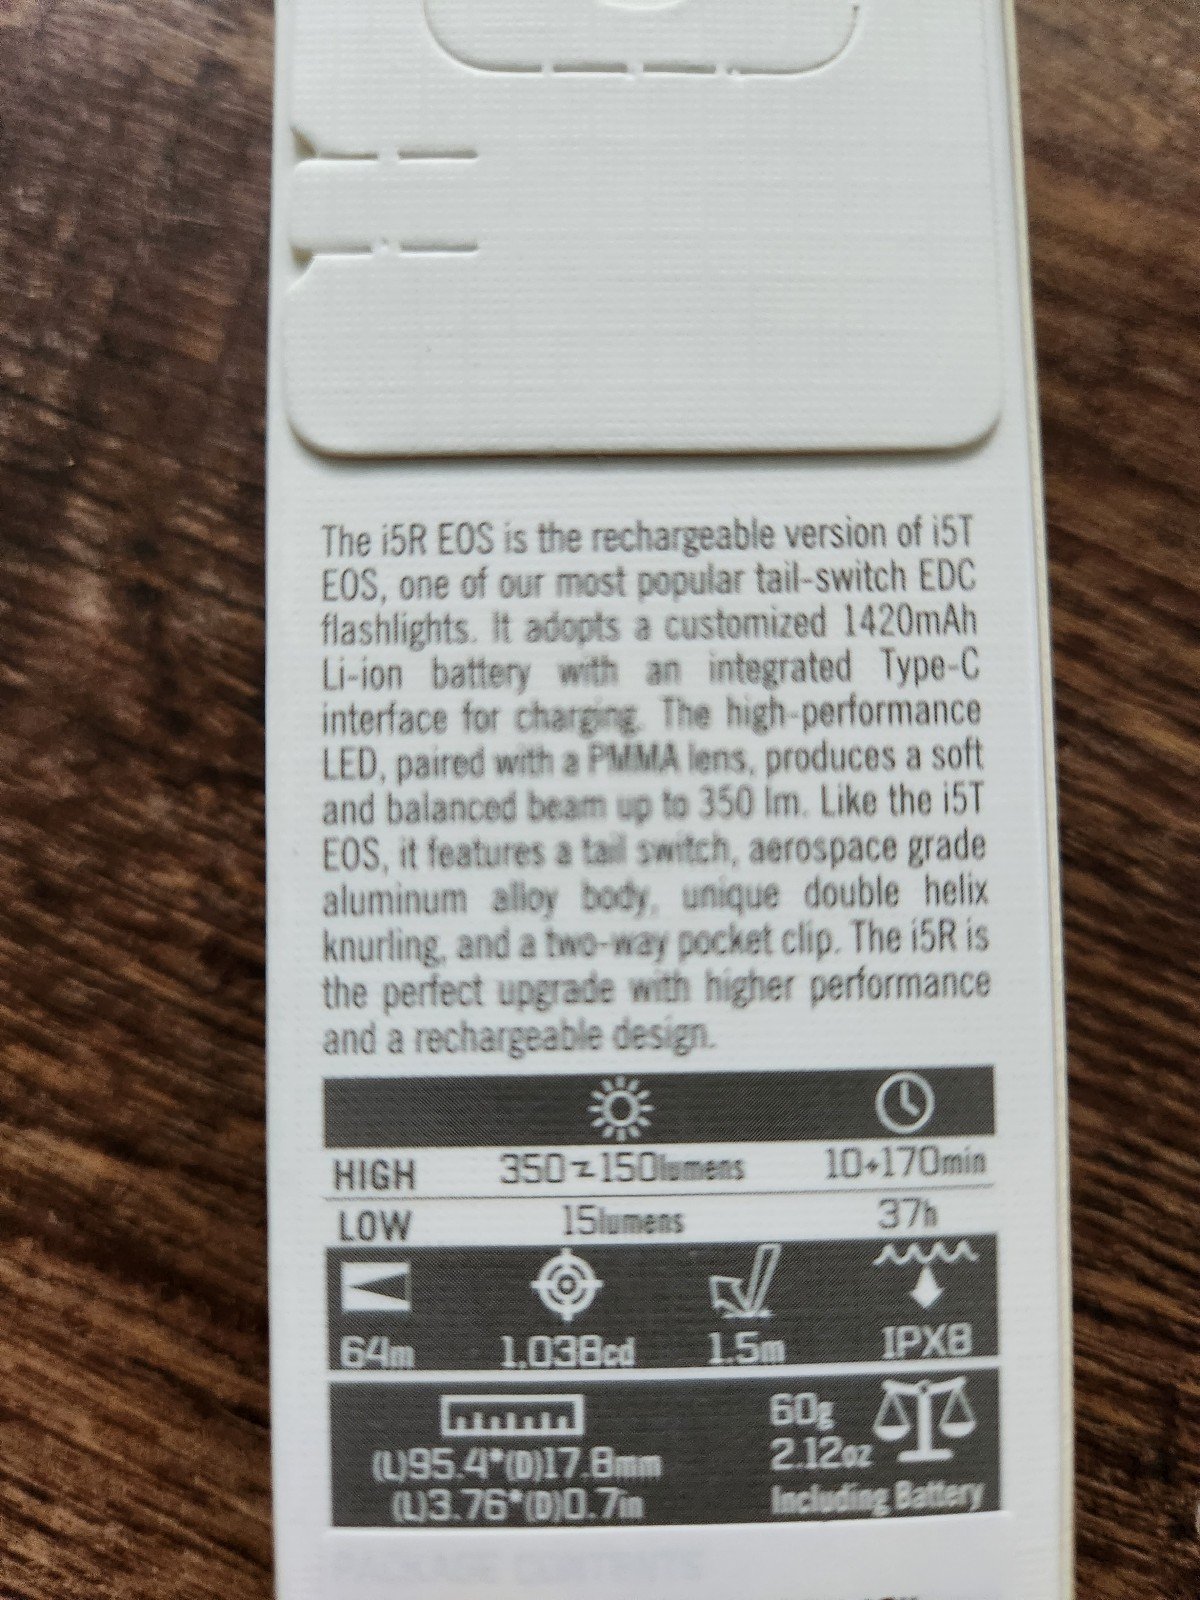 The i5R EOS is the rechargeable version of i5T
EOS, one of our most popular tail-switch EDC
flashlights. It adopts a customized 1420mAh
Li-ion battery with an integrated Type-C
interface for charging. The high-performance
LED, paired with a PMMA lens, produces a soft
and balanced beam up to 350 lm. Like the i5T
EOS, it features a tail switch, aerospace grade
aluminum alloy body, unique double helix
knurling, and a two-way pocket clip. The i5R is
the perfect upgrade with higher performance
and a rechargeable design.
HIGH 350~150lumens 10+170min
LOW 15lumens 37h
64m 1,038cd 1.5m IPX8
60g
2.12oz
(L)95.4*(D)17.8mm
(L)3.76*(D)0.7in
Including Battery
PACKAGE CONTENTS